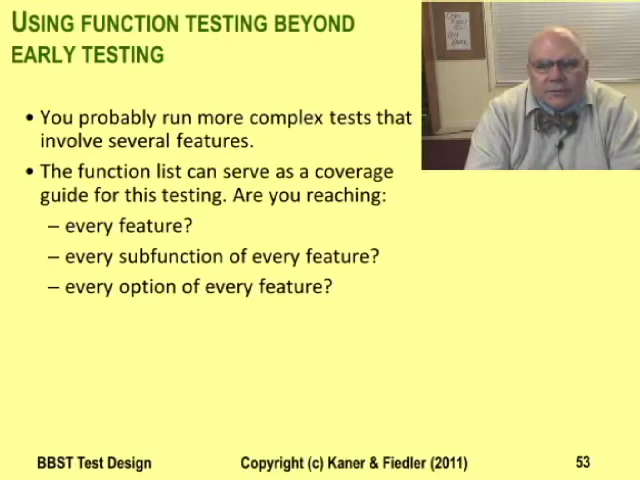 USING FUNCTION TESTING BEYOND
EARLY TESTING
• You probably run more complex tests that
involve several features.
• The function list can serve as a coverage
guide for this testing. Are you reaching:
– every feature?
– every subfunction of every feature?
– every option of every feature?
BBST Test Design
Copyright (c) Kaner & Fiedler (2011)
53